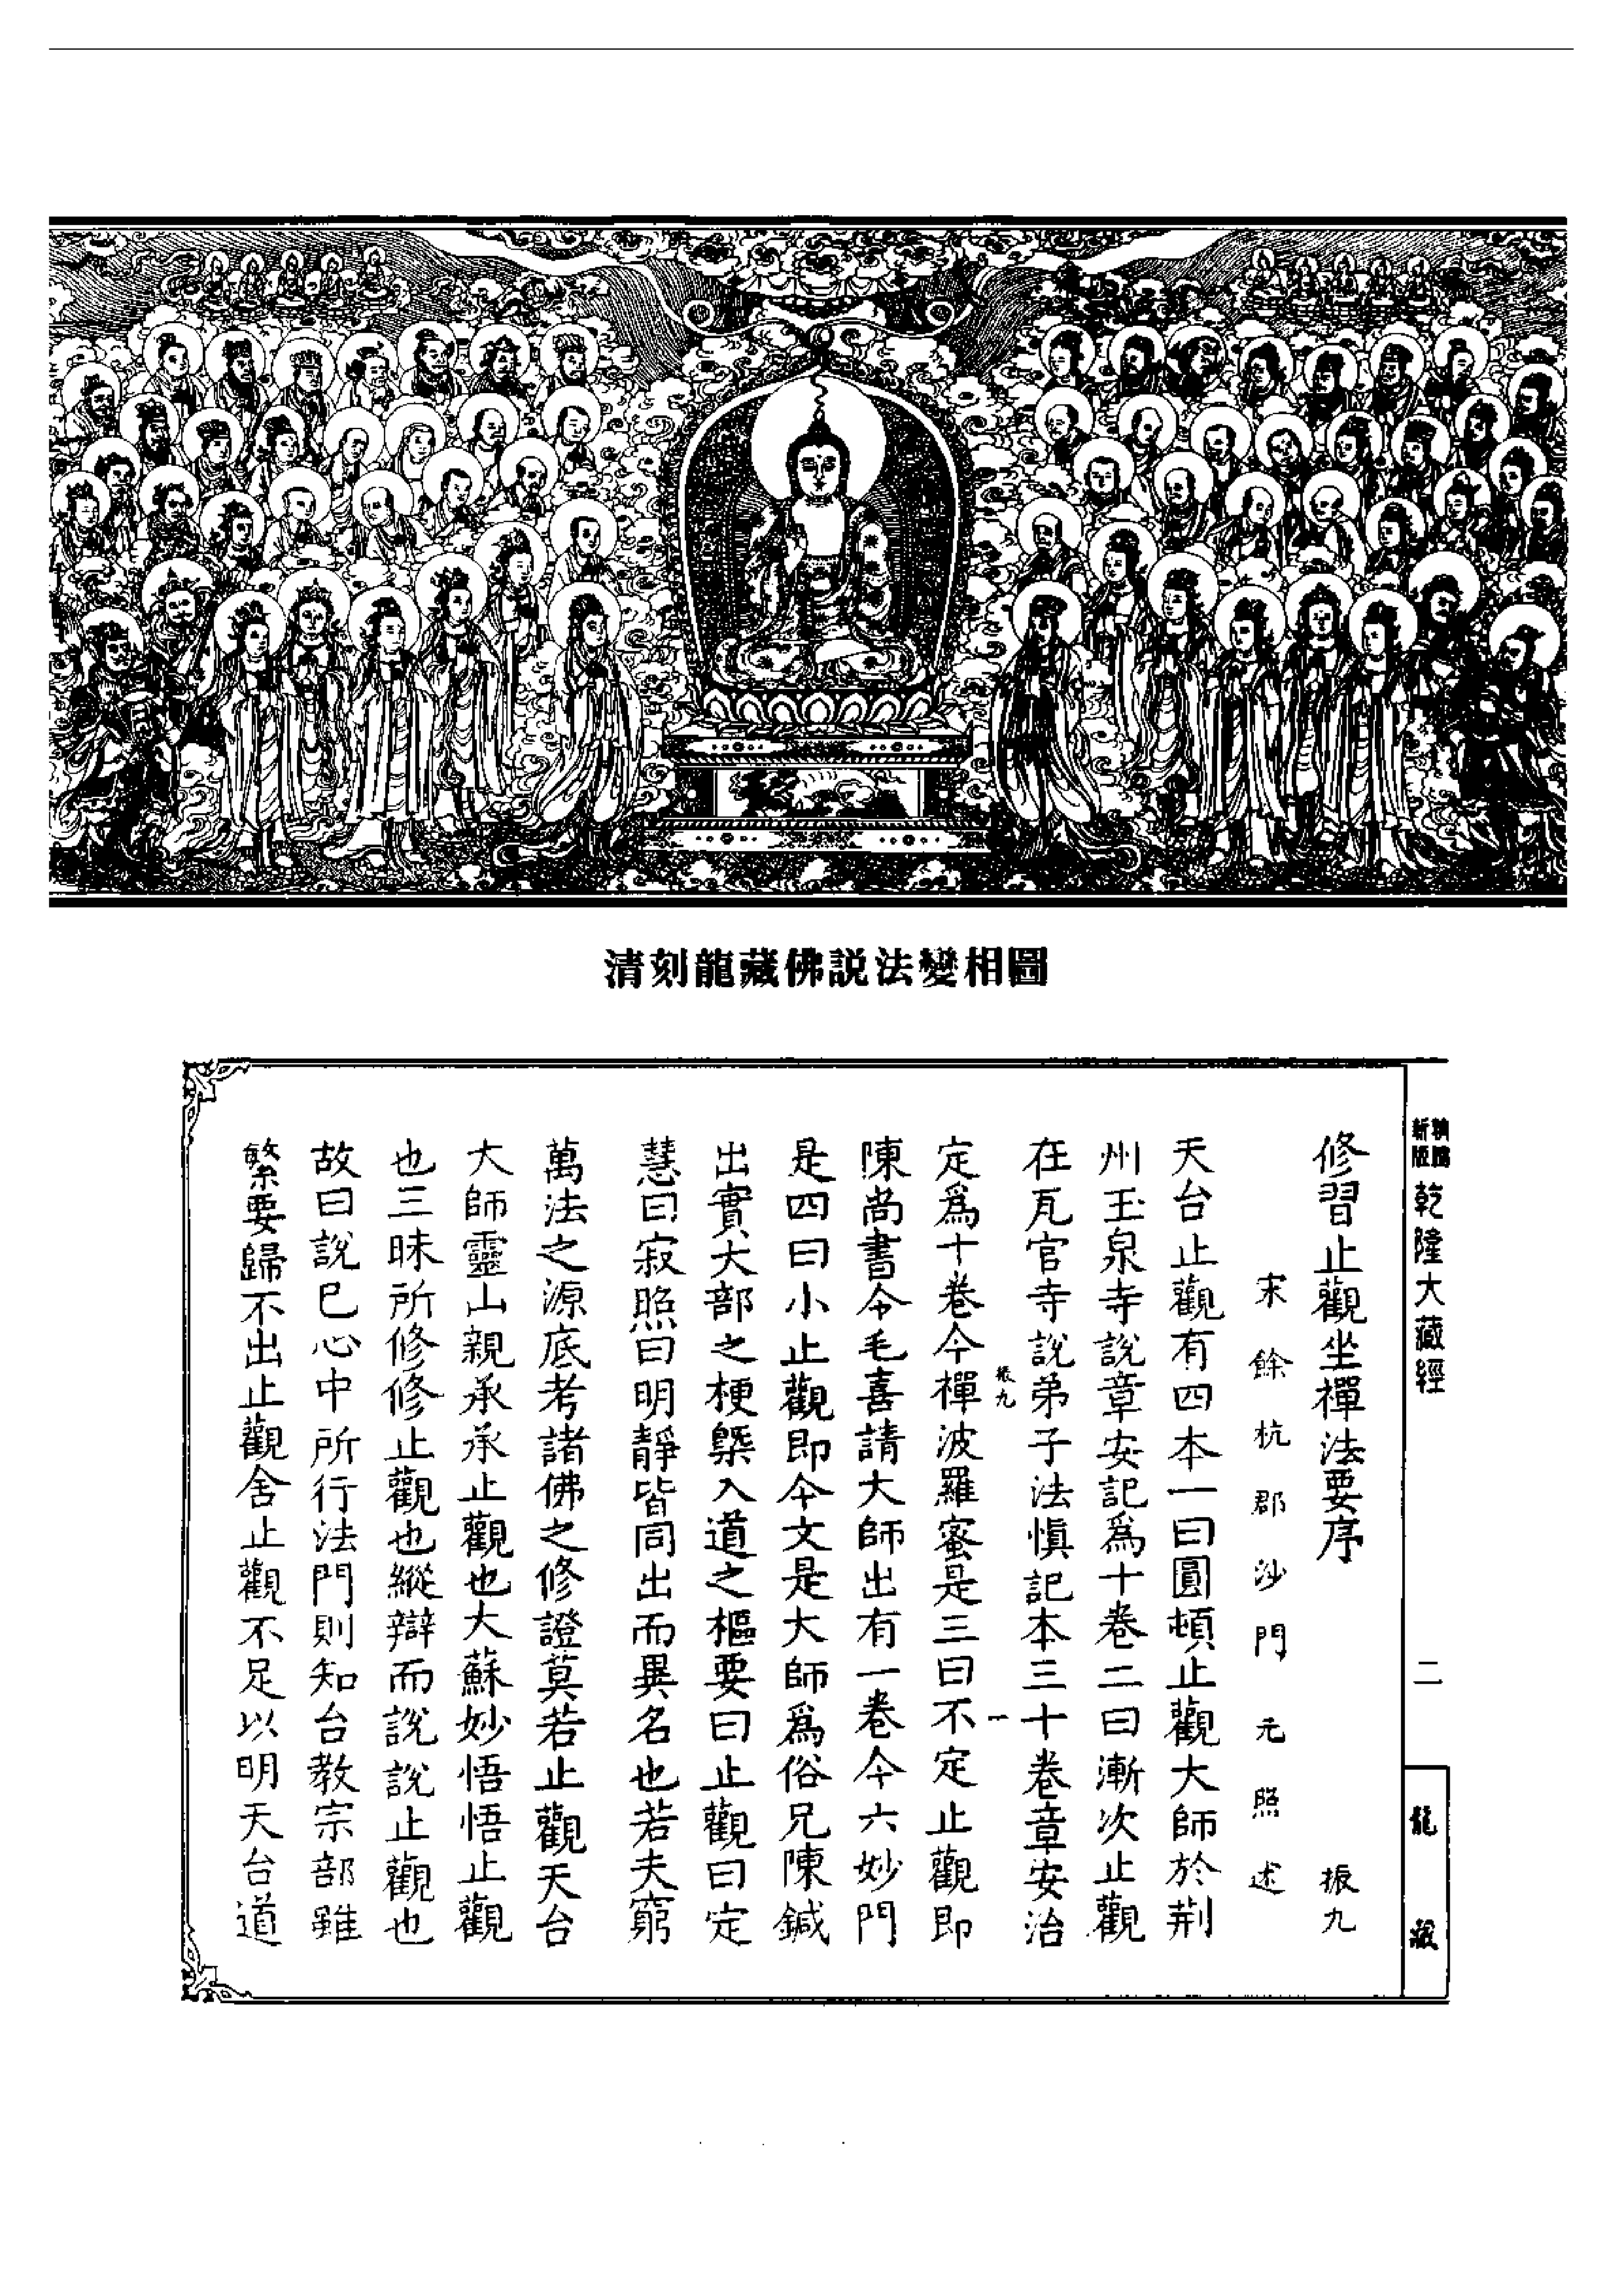 清刻龍藏佛説法變相圖
新版
乾隆大藏經
二
龍藏
修習止觀坐禪法要序
振九
宋餘杭郡沙門元照述
天台止觀有四本一曰圓頓止觀大師於荆
州玉泉寺說章安記爲十卷二曰漸次止觀
在瓦官寺說弟子法慎記本三十卷章安治
振九
一
定爲十卷今禪波羅蜜是三曰不定止觀即
陳尚書令毛喜請大師出有一卷今六妙門
是四曰小止觀即今文是大師爲俗兄陳鍼
出實大部之梗槩入道之樞要曰止觀曰定
慧曰寂照曰明靜皆同出而異名也若夫窮
萬法之源底考諸佛之修證莫若止觀天台
大師靈山親承承止觀也大蘇妙悟悟止觀
也三昧所修修止觀也縱辯而說說止觀也
故曰說己心中所行法門則知台教宗部雖
繁要歸不出止觀舍止觀不足以明天台道